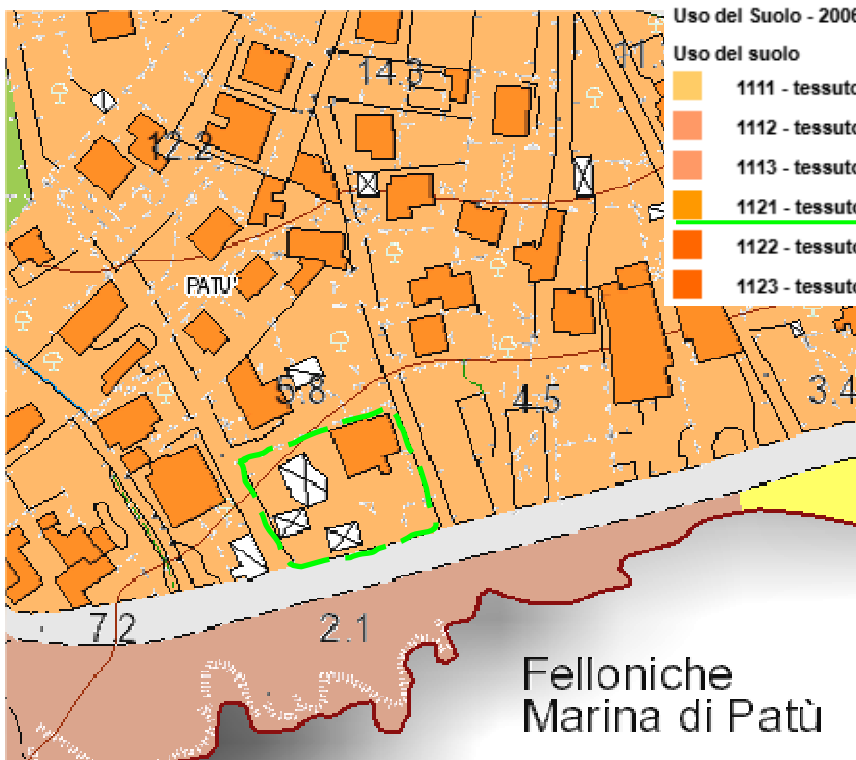 Uso del Suolo - 2006
Uso del suolo
1111 - tessuto
1112 - tessuto
1113 - tessuto
1121 - tessuto
1122 - tessuto
1123 - tessuto
14.3
11.
12.2
PATU'
5.8
4.5
3.4
7.2
2.1
Felloniche
Marina di Patù